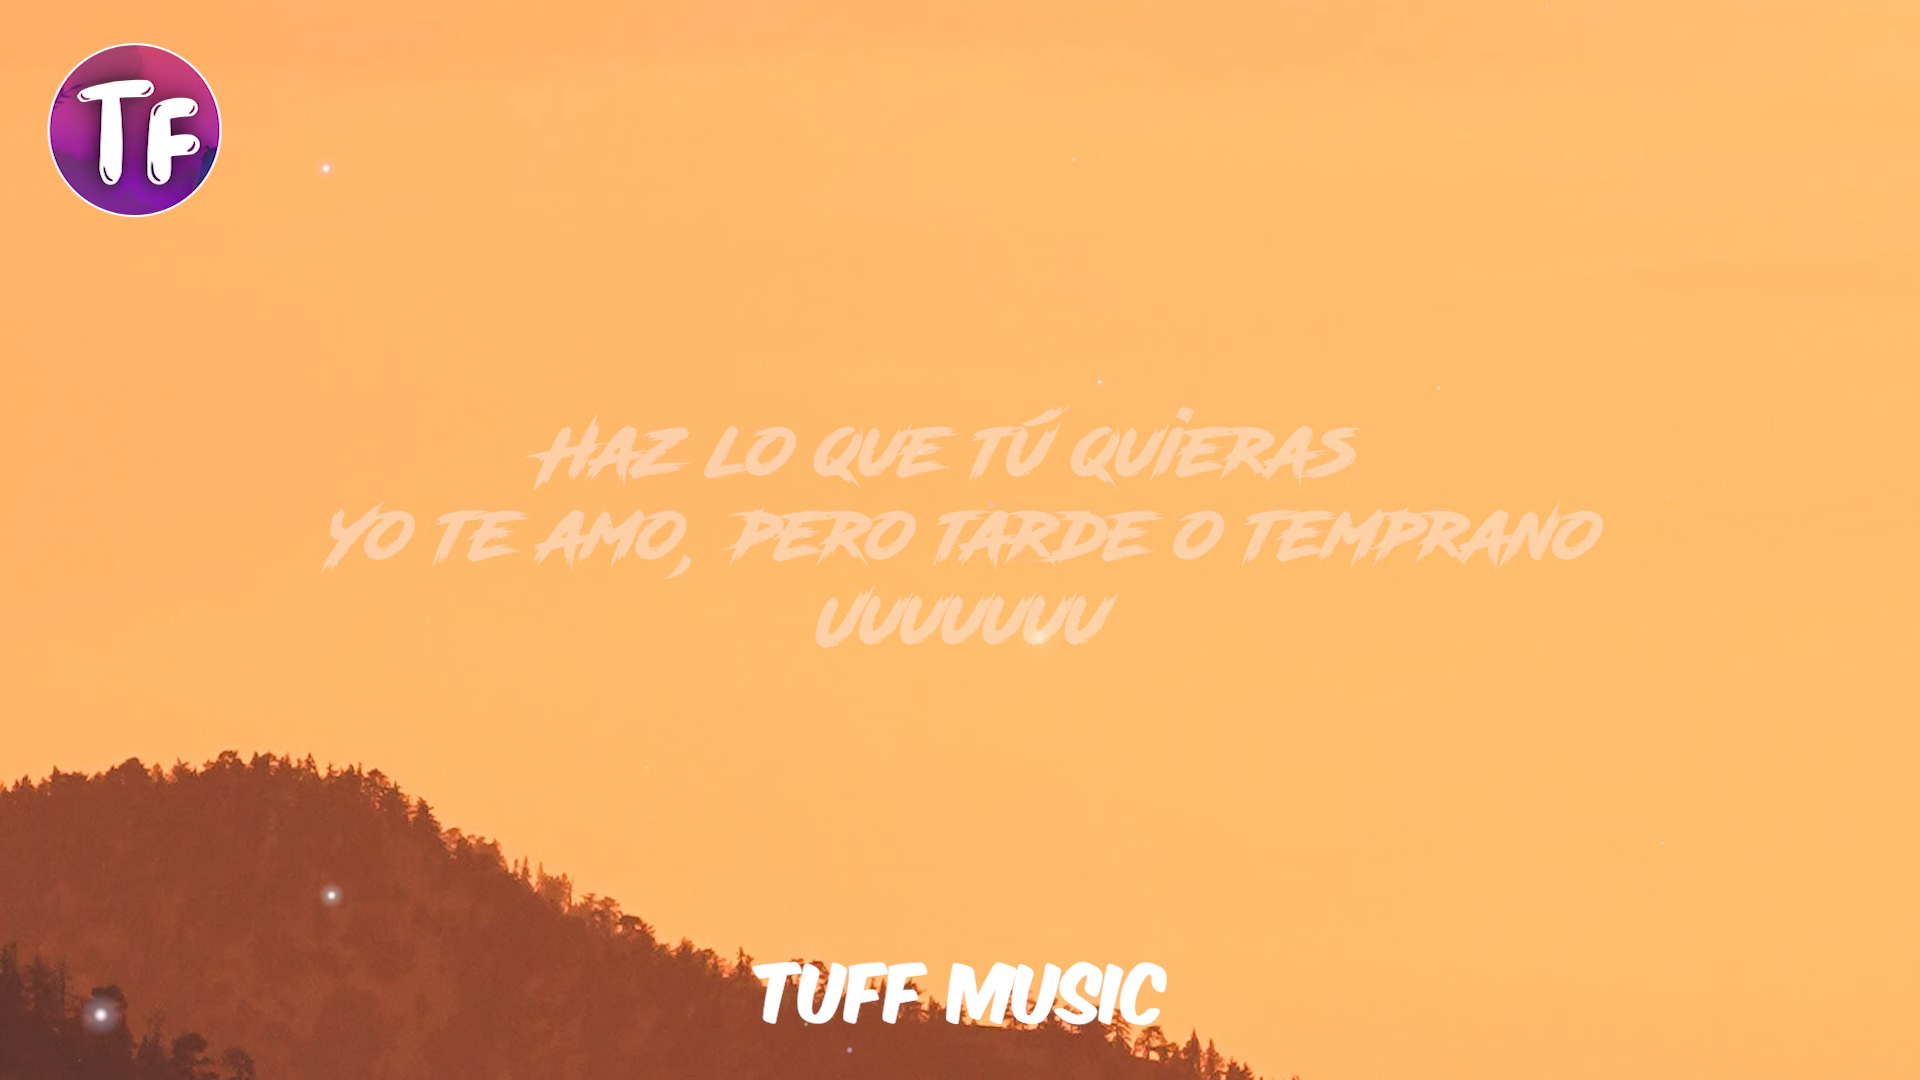 TF
HAZ LO QUE TÚ QUIERAS
YO TE AMO, PERO TARDE O TEMPRANO
UUUUUUU
TUFF MUSIC